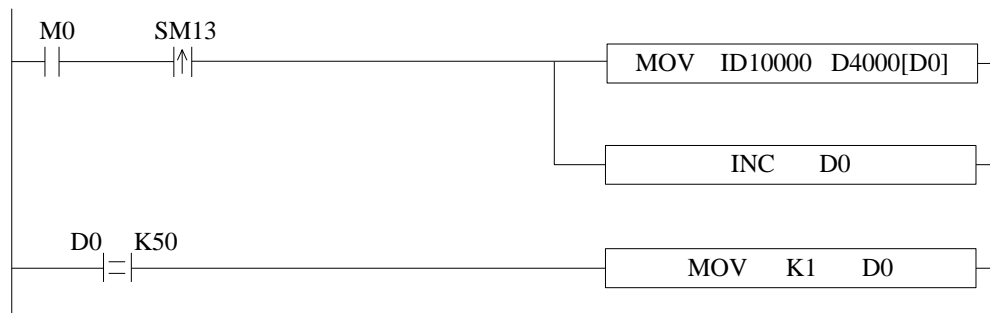 M0 SM13
MOV ID10000 D4000[D0]
INC D0
D0 K50
=
MOV K1 D0